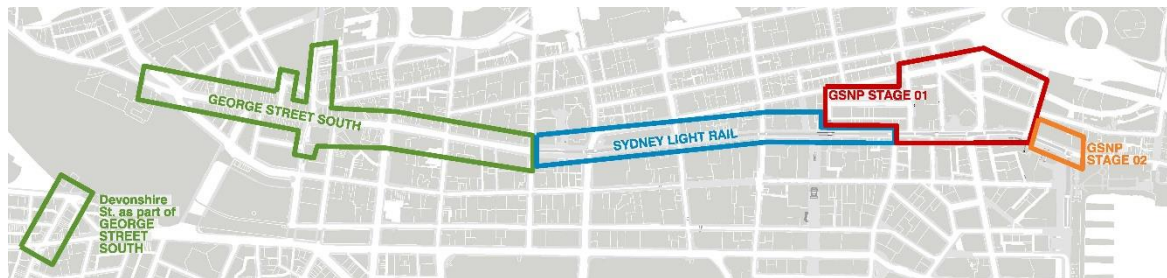 GEORGE STREET SOUTH
SYDNEY LIGHT RAIL
GSNP STAGE 01
GSNP
STAGE 02
Devonshire
St. as part of
GEORGE
STREET
SOUTH